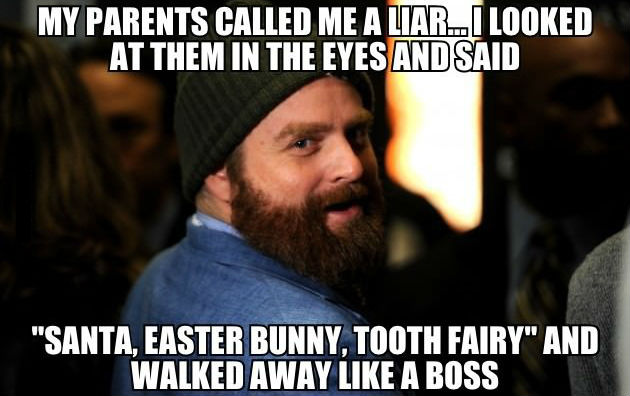 MY PARENTS CALLED ME A LIAR... I LOOKED
AT THEM IN THE EYES AND SAID
"SANTA, EASTER BUNNY, TOOTH FAIRY" AND
WALKED AWAY LIKE A BOSS